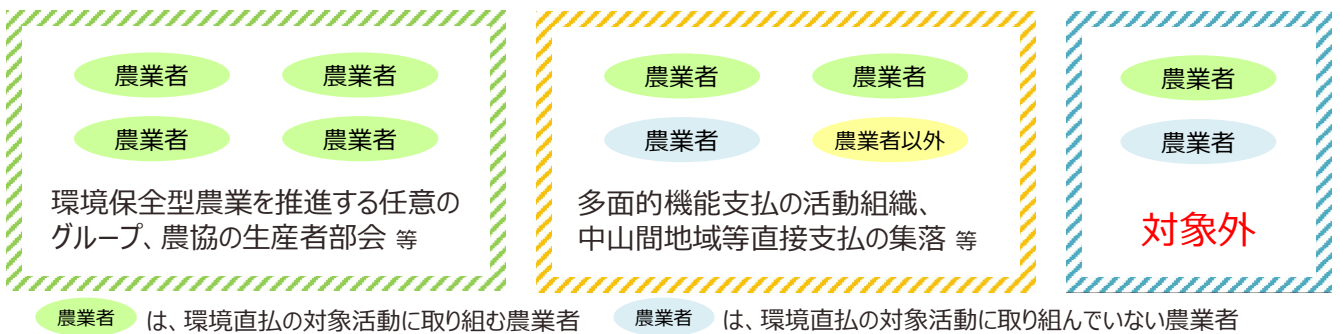 農業者 農業者
農業者 農業者
環境保全型農業を推進する任意の
グループ、農協の生産者部会 等
農業者 農業者
農業者 農業者以外
多面的機能支払の活動組織、
中山間地域等直接支払の集落 等
農業者
農業者
対象外
農業者 は、環境直払の対象活動に取り組む農業者
農業者 は、環境直払の対象活動に取り組んでいない農業者